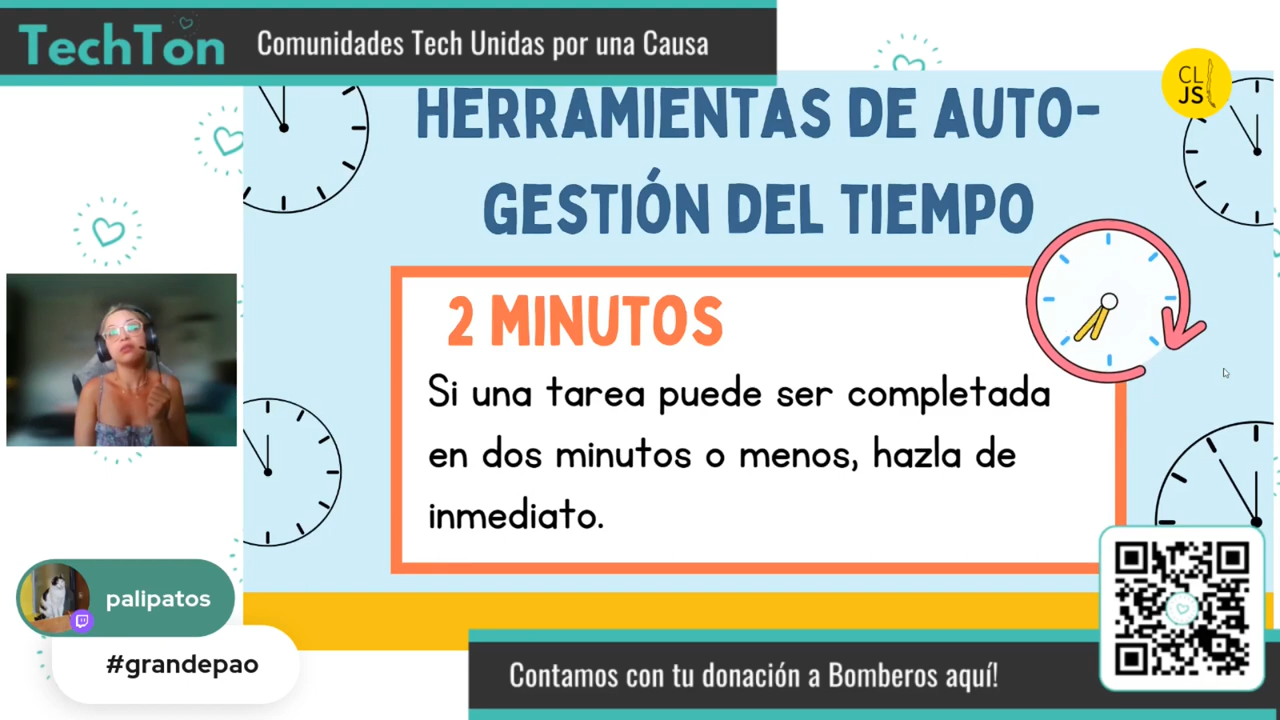 TechTon
Comunidades Tech Unidas por una Causa
CL
JS
HERRAMIENTAS DE AUTO-
GESTIÓN DEL TIEMPO
2 MINUTOS
Si una tarea puede ser completada
en dos minutos o menos, hazla de
inmediato.
palipatos
#grandepao
Contamos con tu donación a Bomberos aquí!